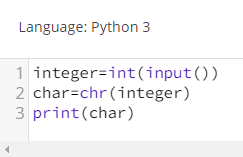 Language: Python 3
1 integer=int(input())
2 char=chr(integer)
3 print(char)